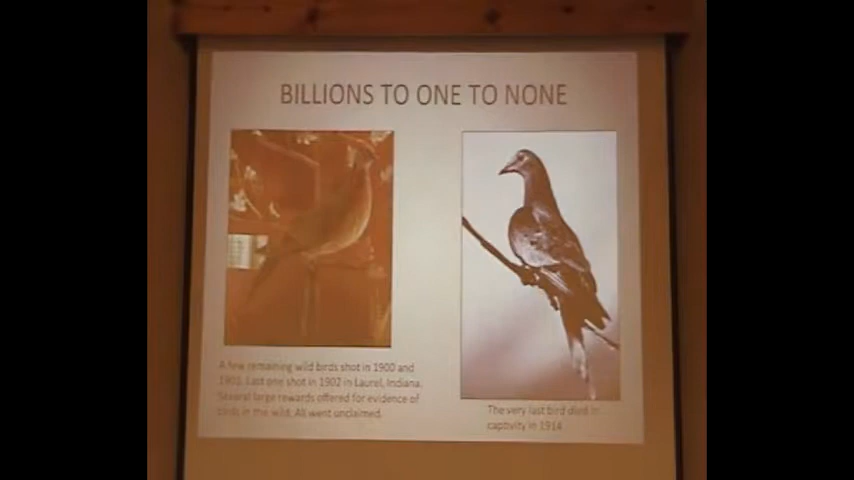 BILLIONS TO ONE TO NONE
A few remaining wild birds shot in 1900 and
1901. Last one shot in 1902 in Laurel, Indiana.
Several large rewards offered for evidence of
birds in the wild. All went unclaimed.
The very last bird died in
captivity in 1914